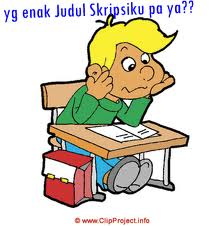 yg enak Judul Skripsiku pa ya??
© www.ClipProject.info